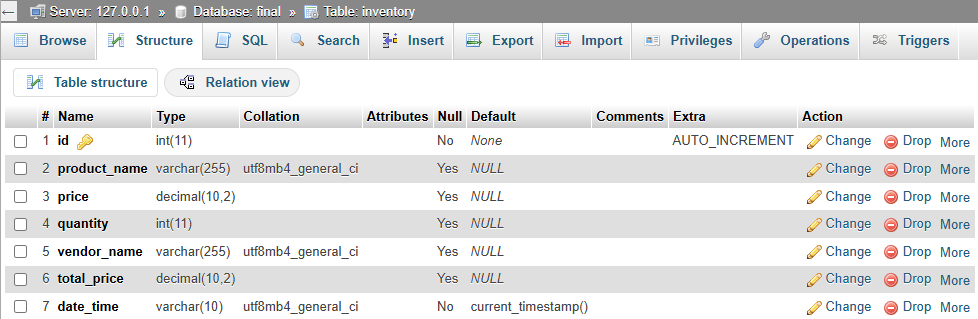 ← Server: 127.0.0.1 » Database: final » Table: inventory
Browse Structure SQL Search Insert Export Import Privileges Operations Triggers
Table structure Relation view
# Name Type Collation Attributes Null Default Comments Extra Action
1 id int(11) No None AUTO_INCREMENT Change Drop More
2 product_name varchar(255) utf8mb4_general_ci Yes NULL Change Drop More
3 price decimal(10,2) Yes NULL Change Drop More
4 quantity int(11) Yes NULL Change Drop More
5 vendor_name varchar(255) utf8mb4_general_ci Yes NULL Change Drop More
6 total_price decimal(10,2) Yes NULL Change Drop More
7 date_time varchar(10) utf8mb4_general_ci No current_timestamp() Change Drop More